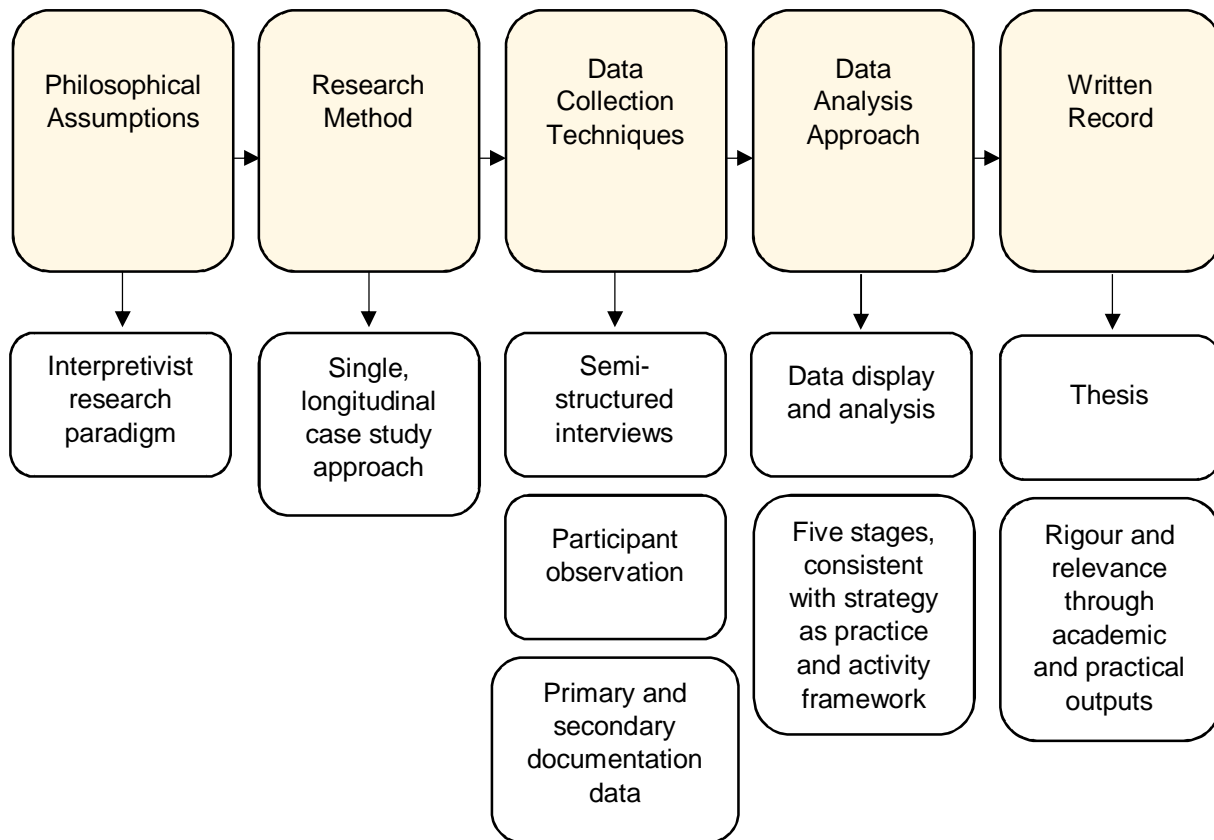 Philosophical
Assumptions
Research
Method
Data
Collection
Techniques
Data
Analysis
Approach
Written
Record
Interpretivist
research
paradigm
Single,
longitudinal
case study
approach
Semi-
structured
interviews
Participant
observation
Primary and
secondary
documentation
data
Data display
and analysis
Five stages,
consistent
with strategy
as practice
and activity
framework
Thesis
Rigour and
relevance
through
academic
and practical
outputs